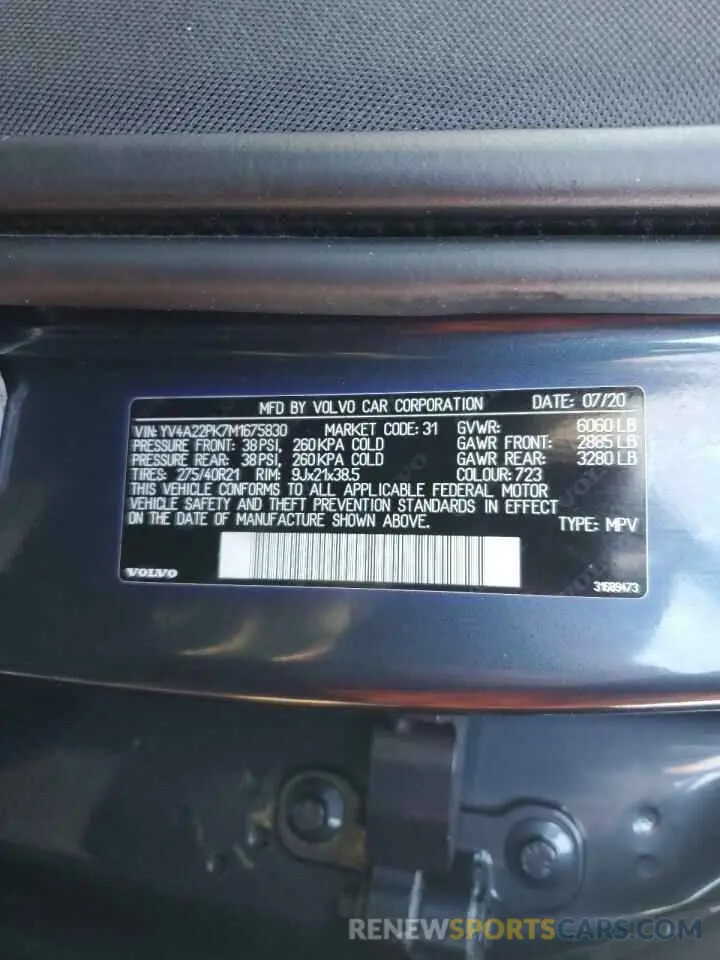 MFD BY VOLVO CAR CORPORATION DATE: 07/20
VIN: YV4A22PK7M1675830 MARKET CODE: 31 GVWR: 6060 LB
PRESSURE FRONT: 38 PSI, 260 KPA COLD GAWR FRONT: 2885 LB
PRESSURE REAR: 38 PSI, 260 KPA COLD GAWR REAR: 3280 LB
TIRES: 275/40R21 RIM: 9Jx21x38.5 COLOUR: 723
THIS VEHICLE CONFORMS TO ALL APPLICABLE FEDERAL MOTOR
VEHICLE SAFETY AND THEFT PREVENTION STANDARDS IN EFFECT
ON THE DATE OF MANUFACTURE SHOWN ABOVE. TYPE: MPV
VOLVO 31689473
RENEWSPORTSCARS.COM